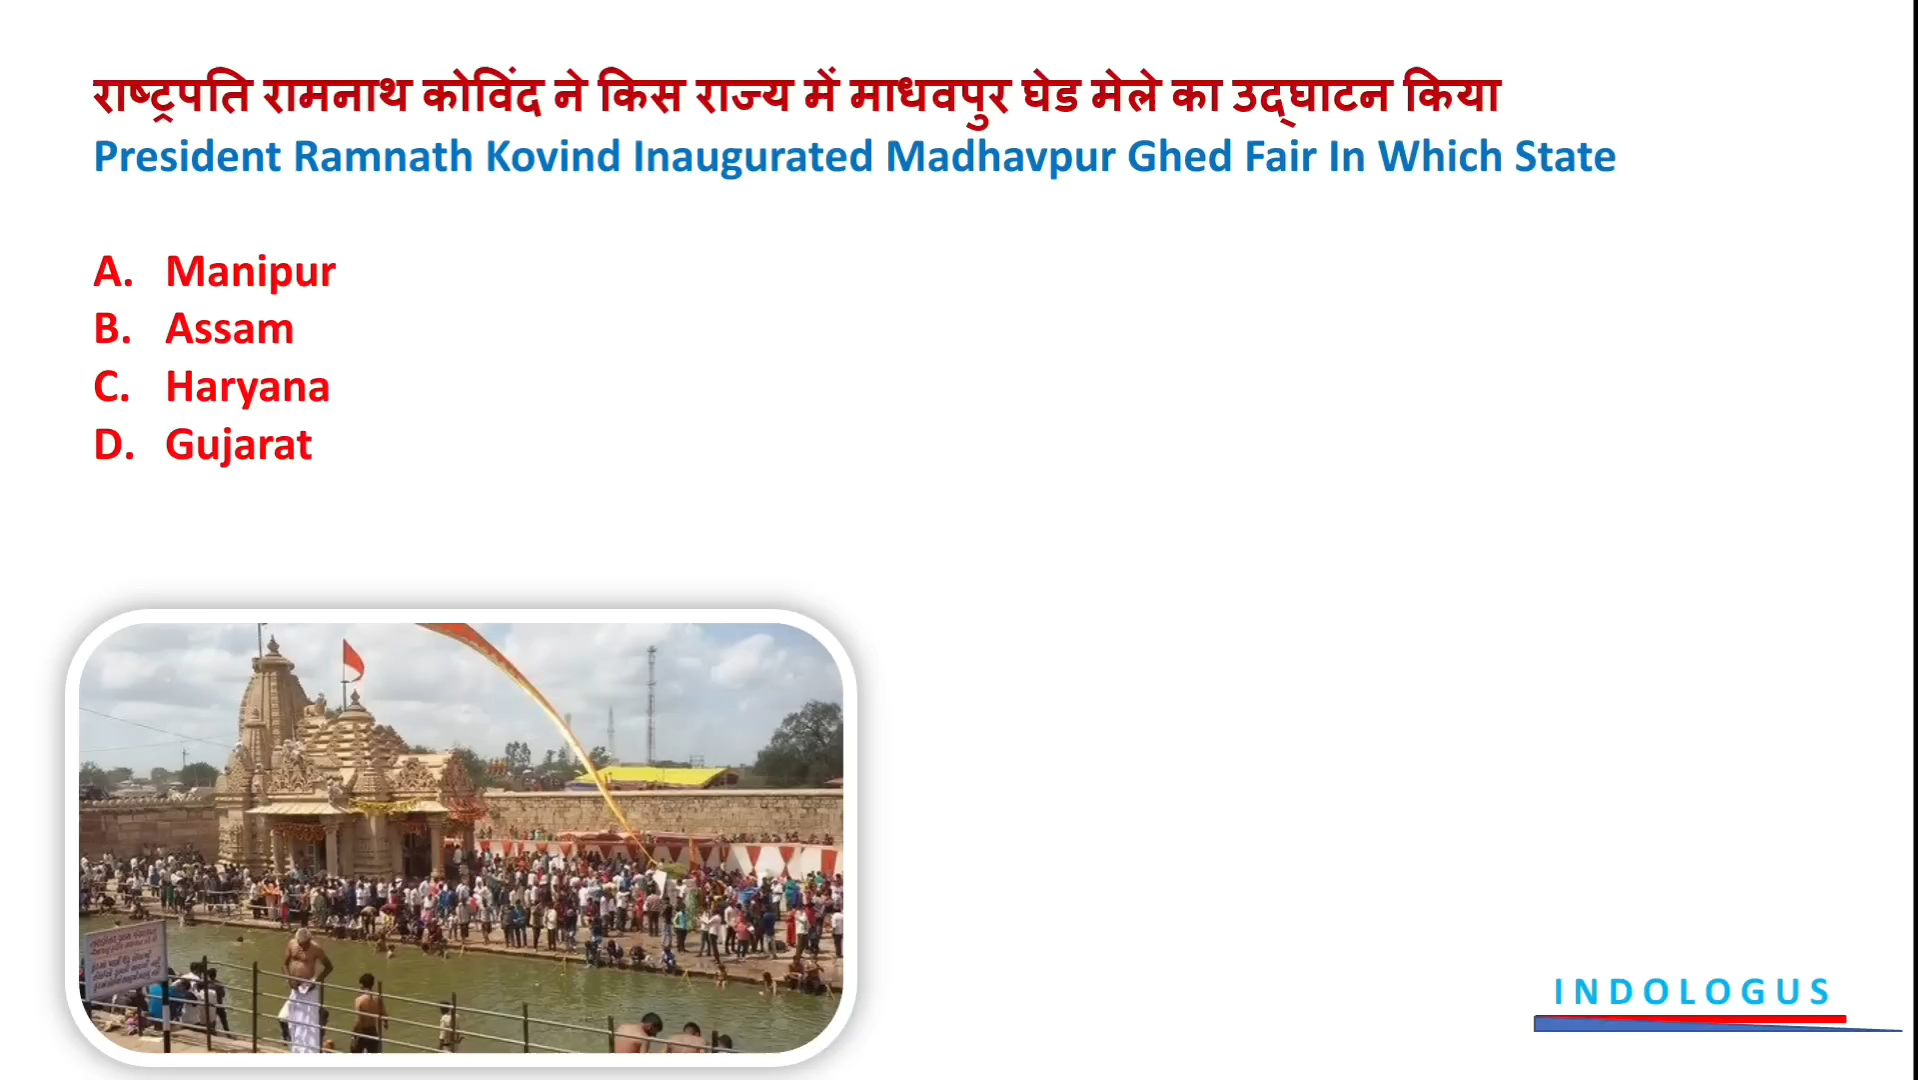 राष्ट्रपति रामनाथ कोविंद ने किस राज्य में माधवपुर घेड मेले का उद्घाटन किया
President Ramnath Kovind Inaugurated Madhavpur Ghed Fair In Which State
A. Manipur
B. Assam
C. Haryana
D. Gujarat
INDOLOGUS